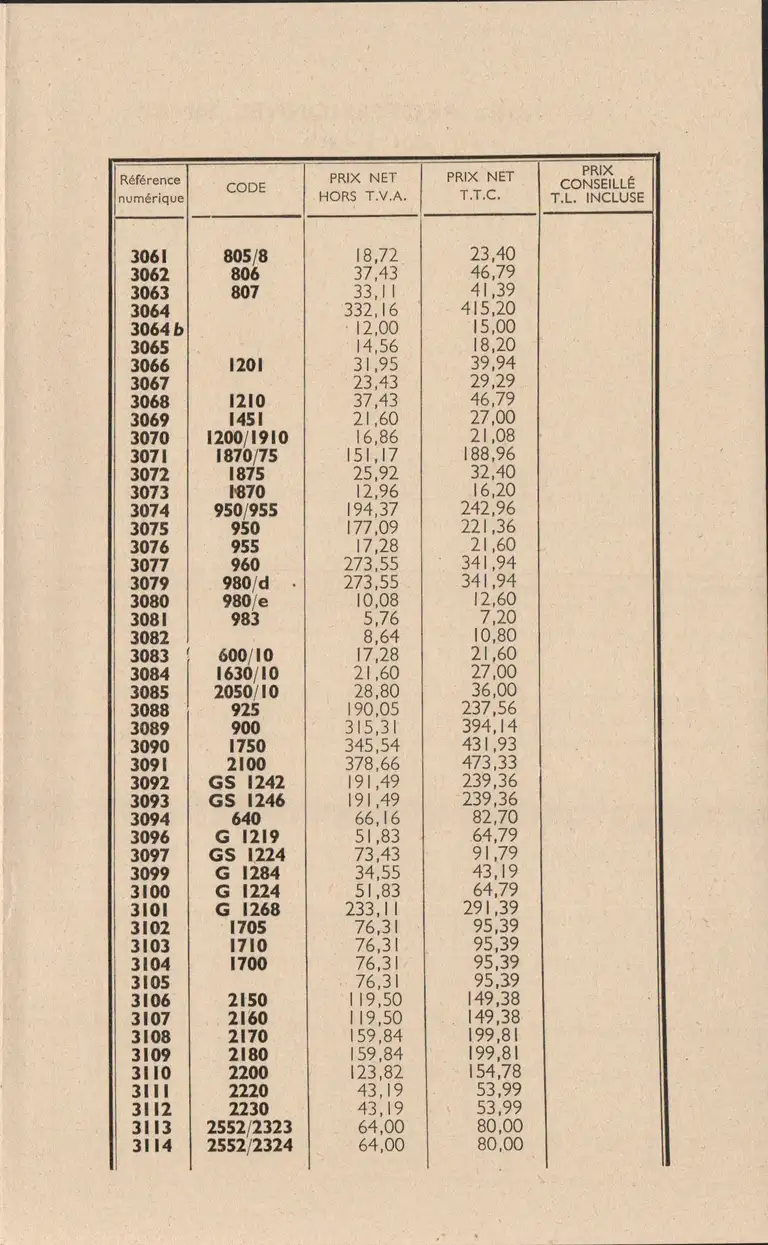 Référence numérique CODE PRIX NET HORS T.V.A. PRIX NET T.T.C. PRIX CONSEILLÉ T.L. INCLUSE
3061 805/8 18,72 23,40
3062 806 37,43 46,79
3063 807 33,11 41,39
3064 332,16 415,20
3064 b 12,00 15,00
3065 14,56 18,20
3066 1201 31,95 39,94
3067 23,43 29,29
3068 1210 37,43 46,79
3069 1451 21,60 27,00
3070 1200/1910 16,86 21,08
3071 1870/75 151,17 188,96
3072 1875 25,92 32,40
3073 1870 12,96 16,20
3074 950/955 194,37 242,96
3075 950 177,09 221,36
3076 955 17,28 21,60
3077 960 273,55 341,94
3079 980/d 273,55 341,94
3080 980/e 10,08 12,60
3081 983 5,76 7,20
3082 8,64 10,80
3083 600/10 17,28 21,60
3084 1630/10 21,60 27,00
3085 2050/10 28,80 36,00
3088 925 190,05 237,56
3089 900 315,31 394,14
3090 1750 345,54 431,93
3091 2100 378,66 473,33
3092 GS 1242 191,49 239,36
3093 GS 1246 191,49 239,36
3094 640 66,16 82,70
3096 G 1219 51,83 64,79
3097 GS 1224 73,43 91,79
3099 G 1284 34,55 43,19
3100 G 1224 51,83 64,79
3101 G 1268 233,11 291,39
3102 1705 76,31 95,39
3103 1710 76,31 95,39
3104 1700 76,31 95,39
3105 76,31 95,39
3106 2150 119,50 149,38
3107 2160 119,50 149,38
3108 2170 159,84 199,81
3109 2180 159,84 199,81
3110 2200 123,82 154,78
3111 2220 43,19 53,99
3112 2230 43,19 53,99
3113 2552/2323 64,00 80,00
3114 2552/2324 64,00 80,00